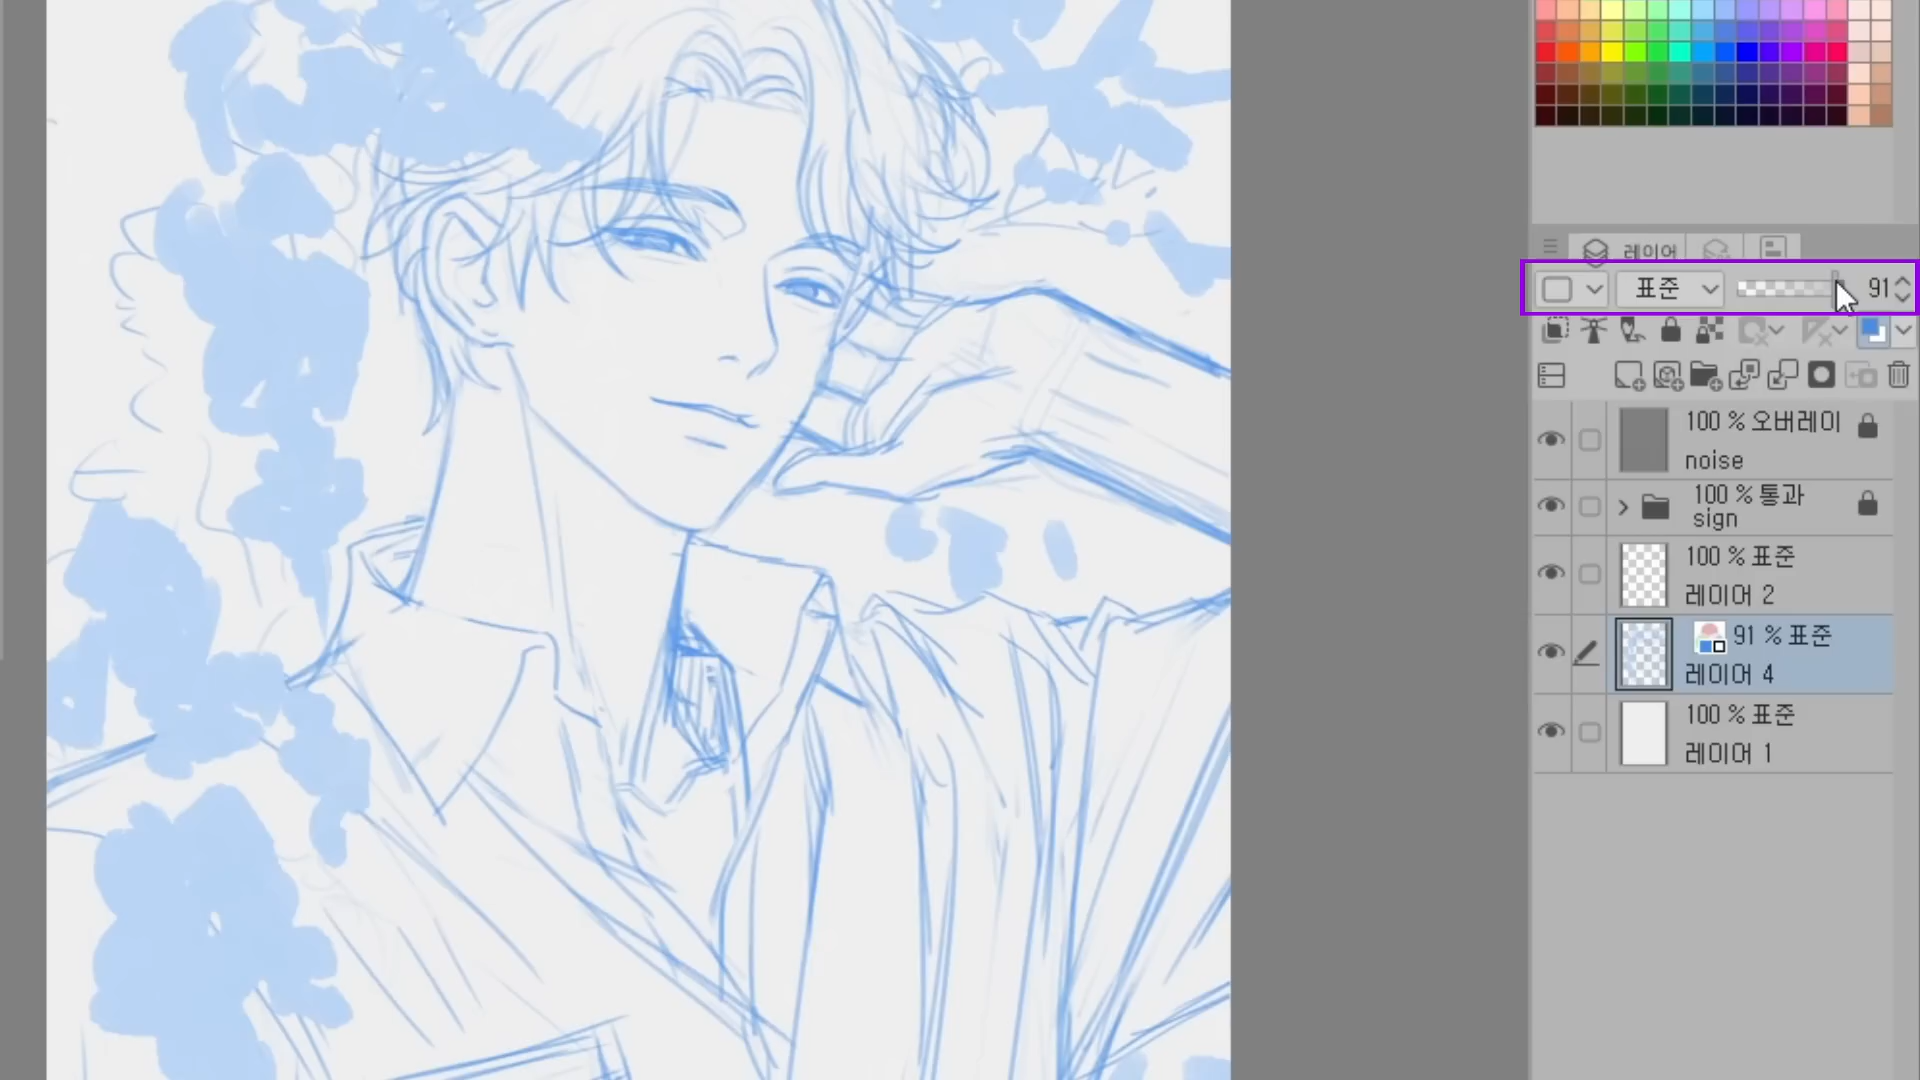 레이어
표준 91
100 % 오버레이
noise
100 % 통과
sign
100 % 표준
레이어 2
91 % 표준
레이어 4
100 % 표준
레이어 1